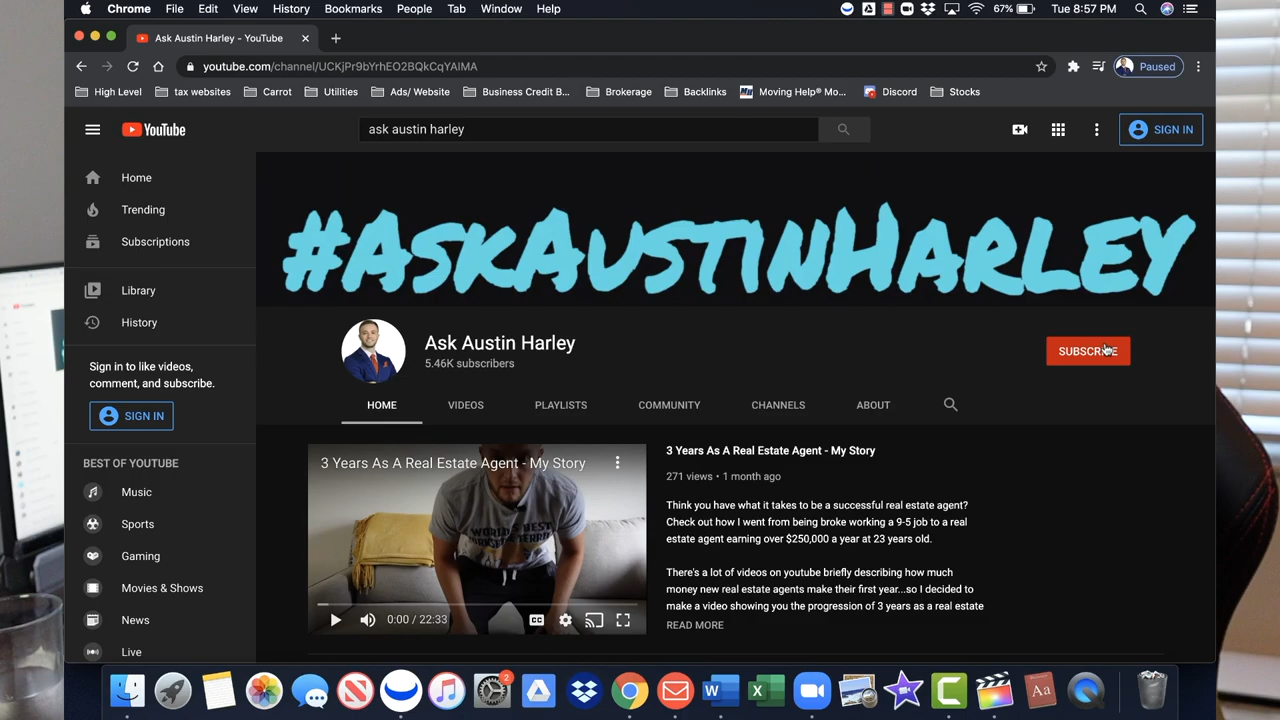 Chrome File Edit View History Bookmarks People Tab Window Help
67% Tue 8:57 PM
Ask Austin Harley - YouTube
youtube.com/channel/UCKjPr9bYrhEO2BQkCqYAIMA
Paused
High Level tax websites Carrot Utilities Ads/ Website Business Credit B... Brokerage Backlinks Moving Help® Mo... Discord Stocks
YouTube
ask austin harley
SIGN IN
Home
Trending
Subscriptions
Library
History
Sign in to like videos,
comment, and subscribe.
SIGN IN
BEST OF YOUTUBE
Music
Sports
Gaming
Movies & Shows
News
Live
#AskAustinHarley
Ask Austin Harley
5.46K subscribers
SUBSCRIBE
HOME VIDEOS PLAYLISTS COMMUNITY CHANNELS ABOUT
3 Years As A Real Estate Agent - My Story
0:00 / 22:33
CC
3 Years As A Real Estate Agent - My Story
271 views • 1 month ago
Think you have what it takes to be a successful real estate agent?
Check out how I went from being broke working a 9-5 job to a real
estate agent earning over $250,000 a year at 23 years old.
There's a lot of videos on youtube briefly describing how much
money new real estate agents make their first year...so I decided to
make a video showing you the progression of 3 years as a real estate
READ MORE
2
Aa